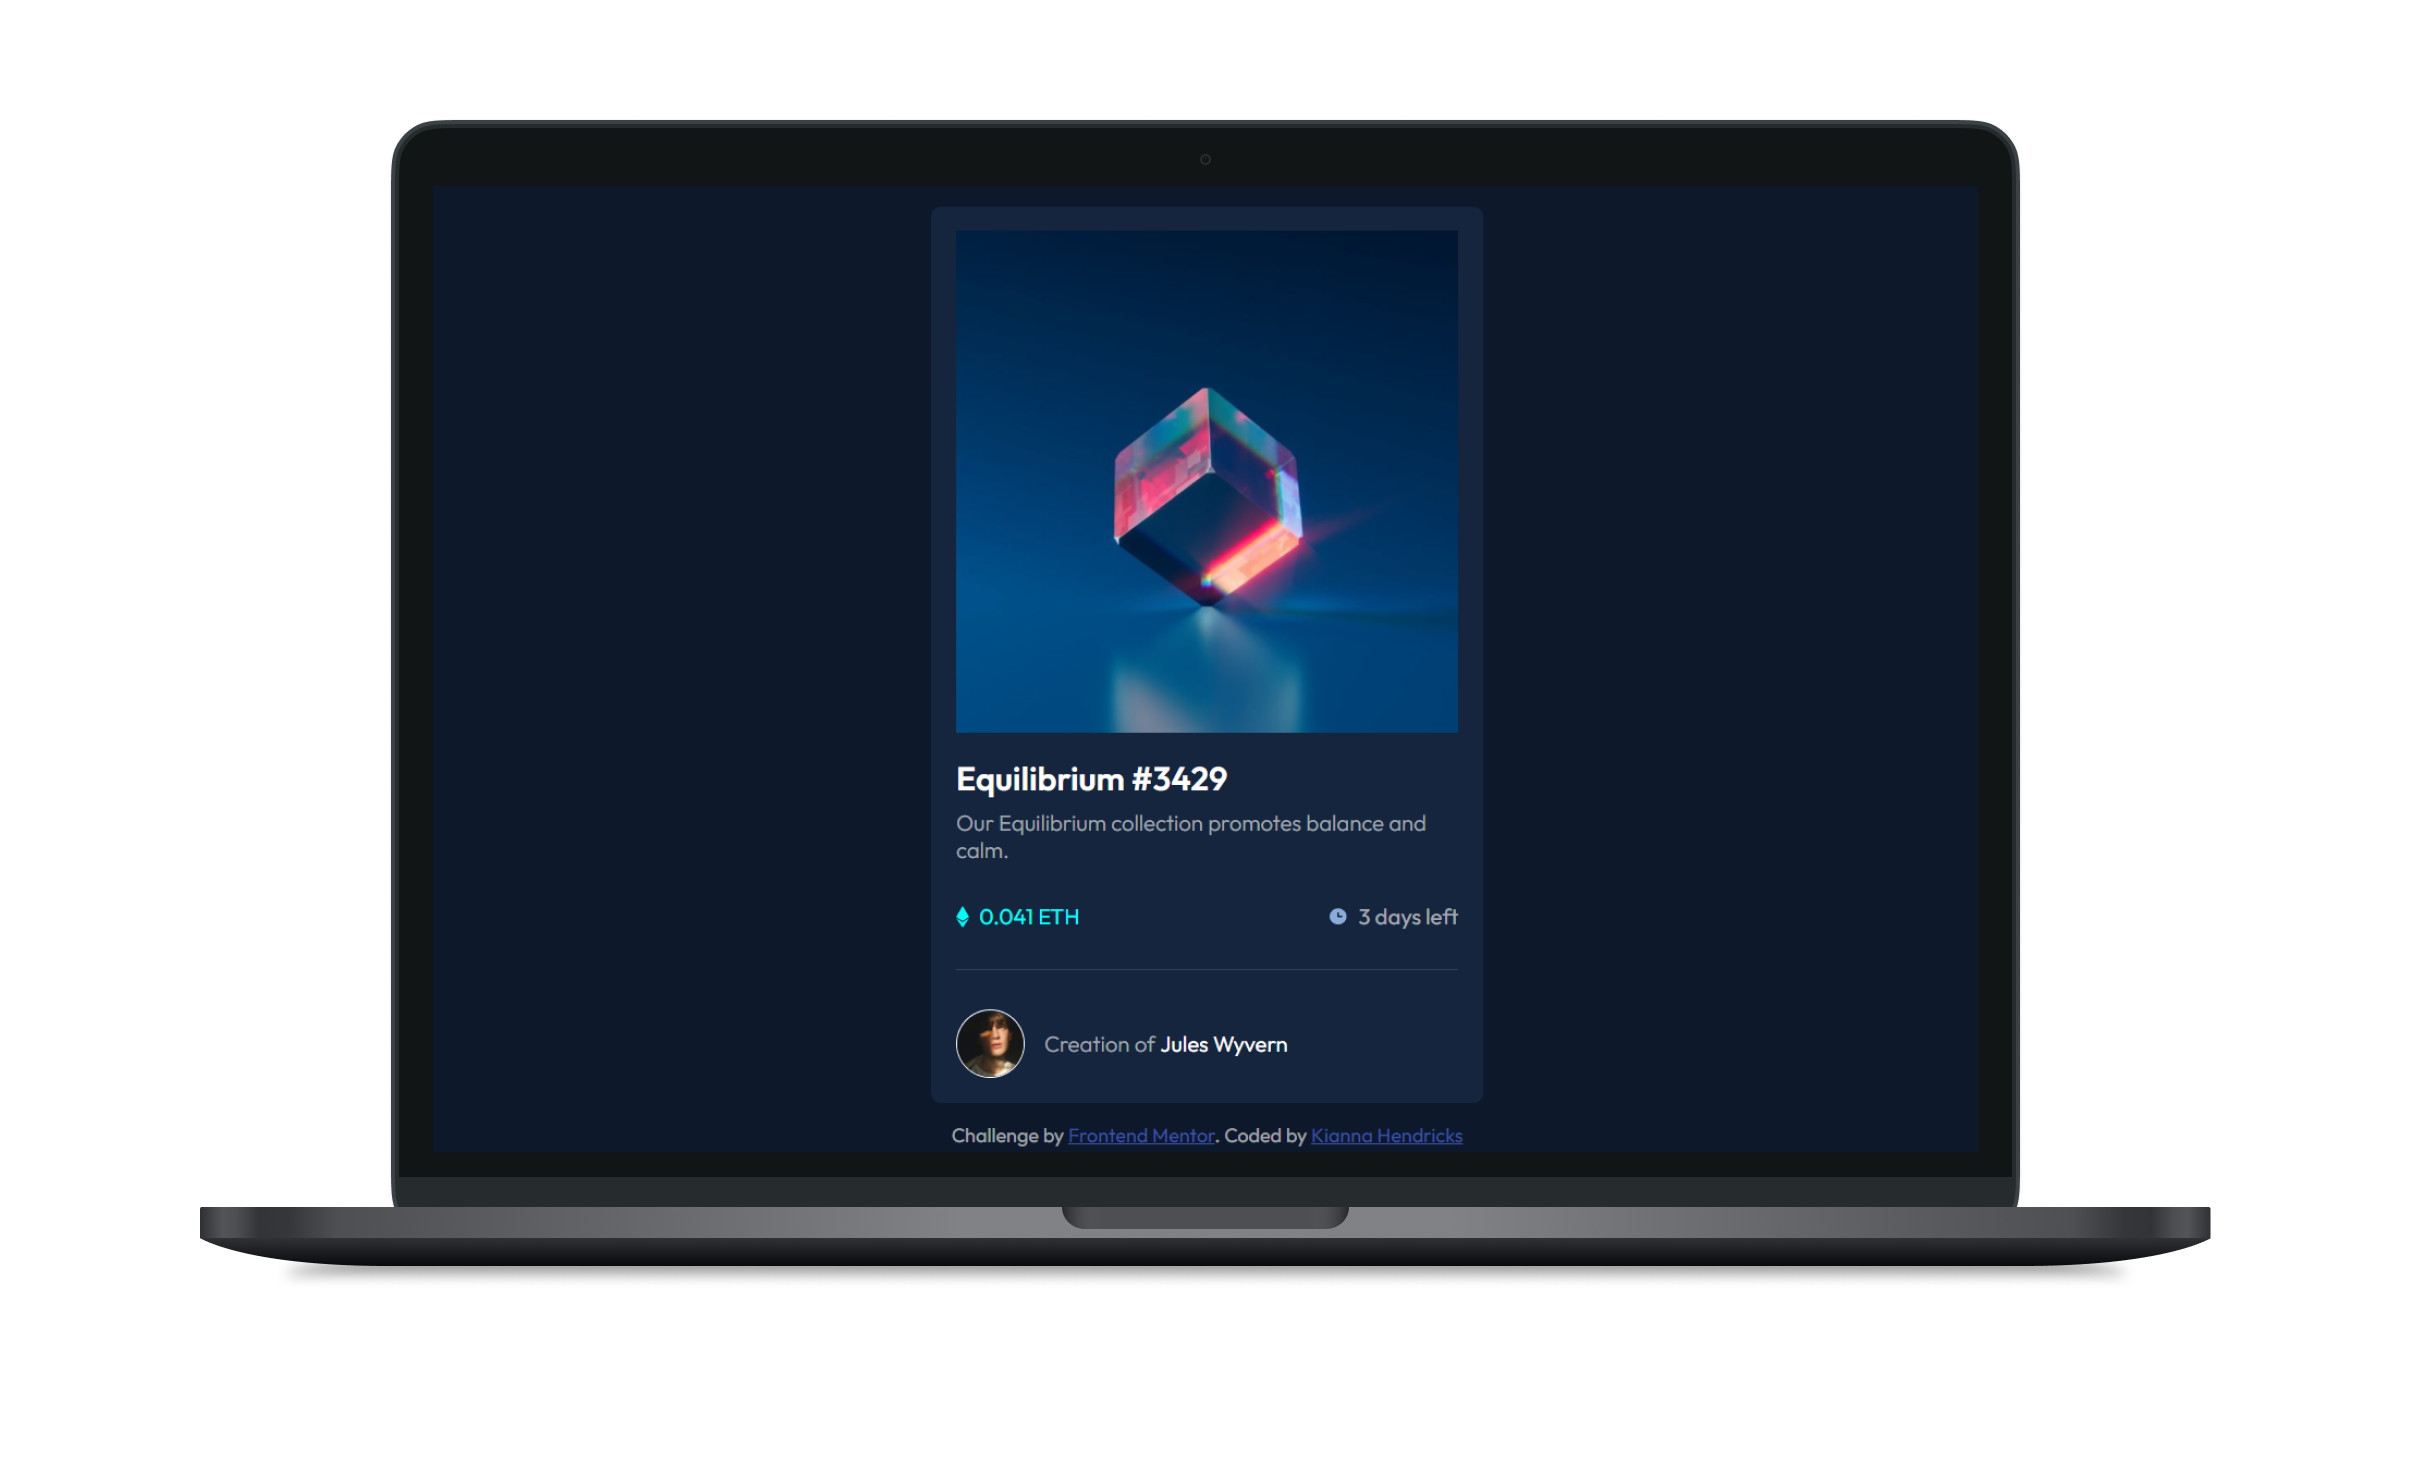 Equilibrium #3429
Our Equilibrium collection promotes balance and
calm.
0.041 ETH
3 days left
Creation of Jules Wyvern
Challenge by Frontend Mentor. Coded by Kianna Hendricks